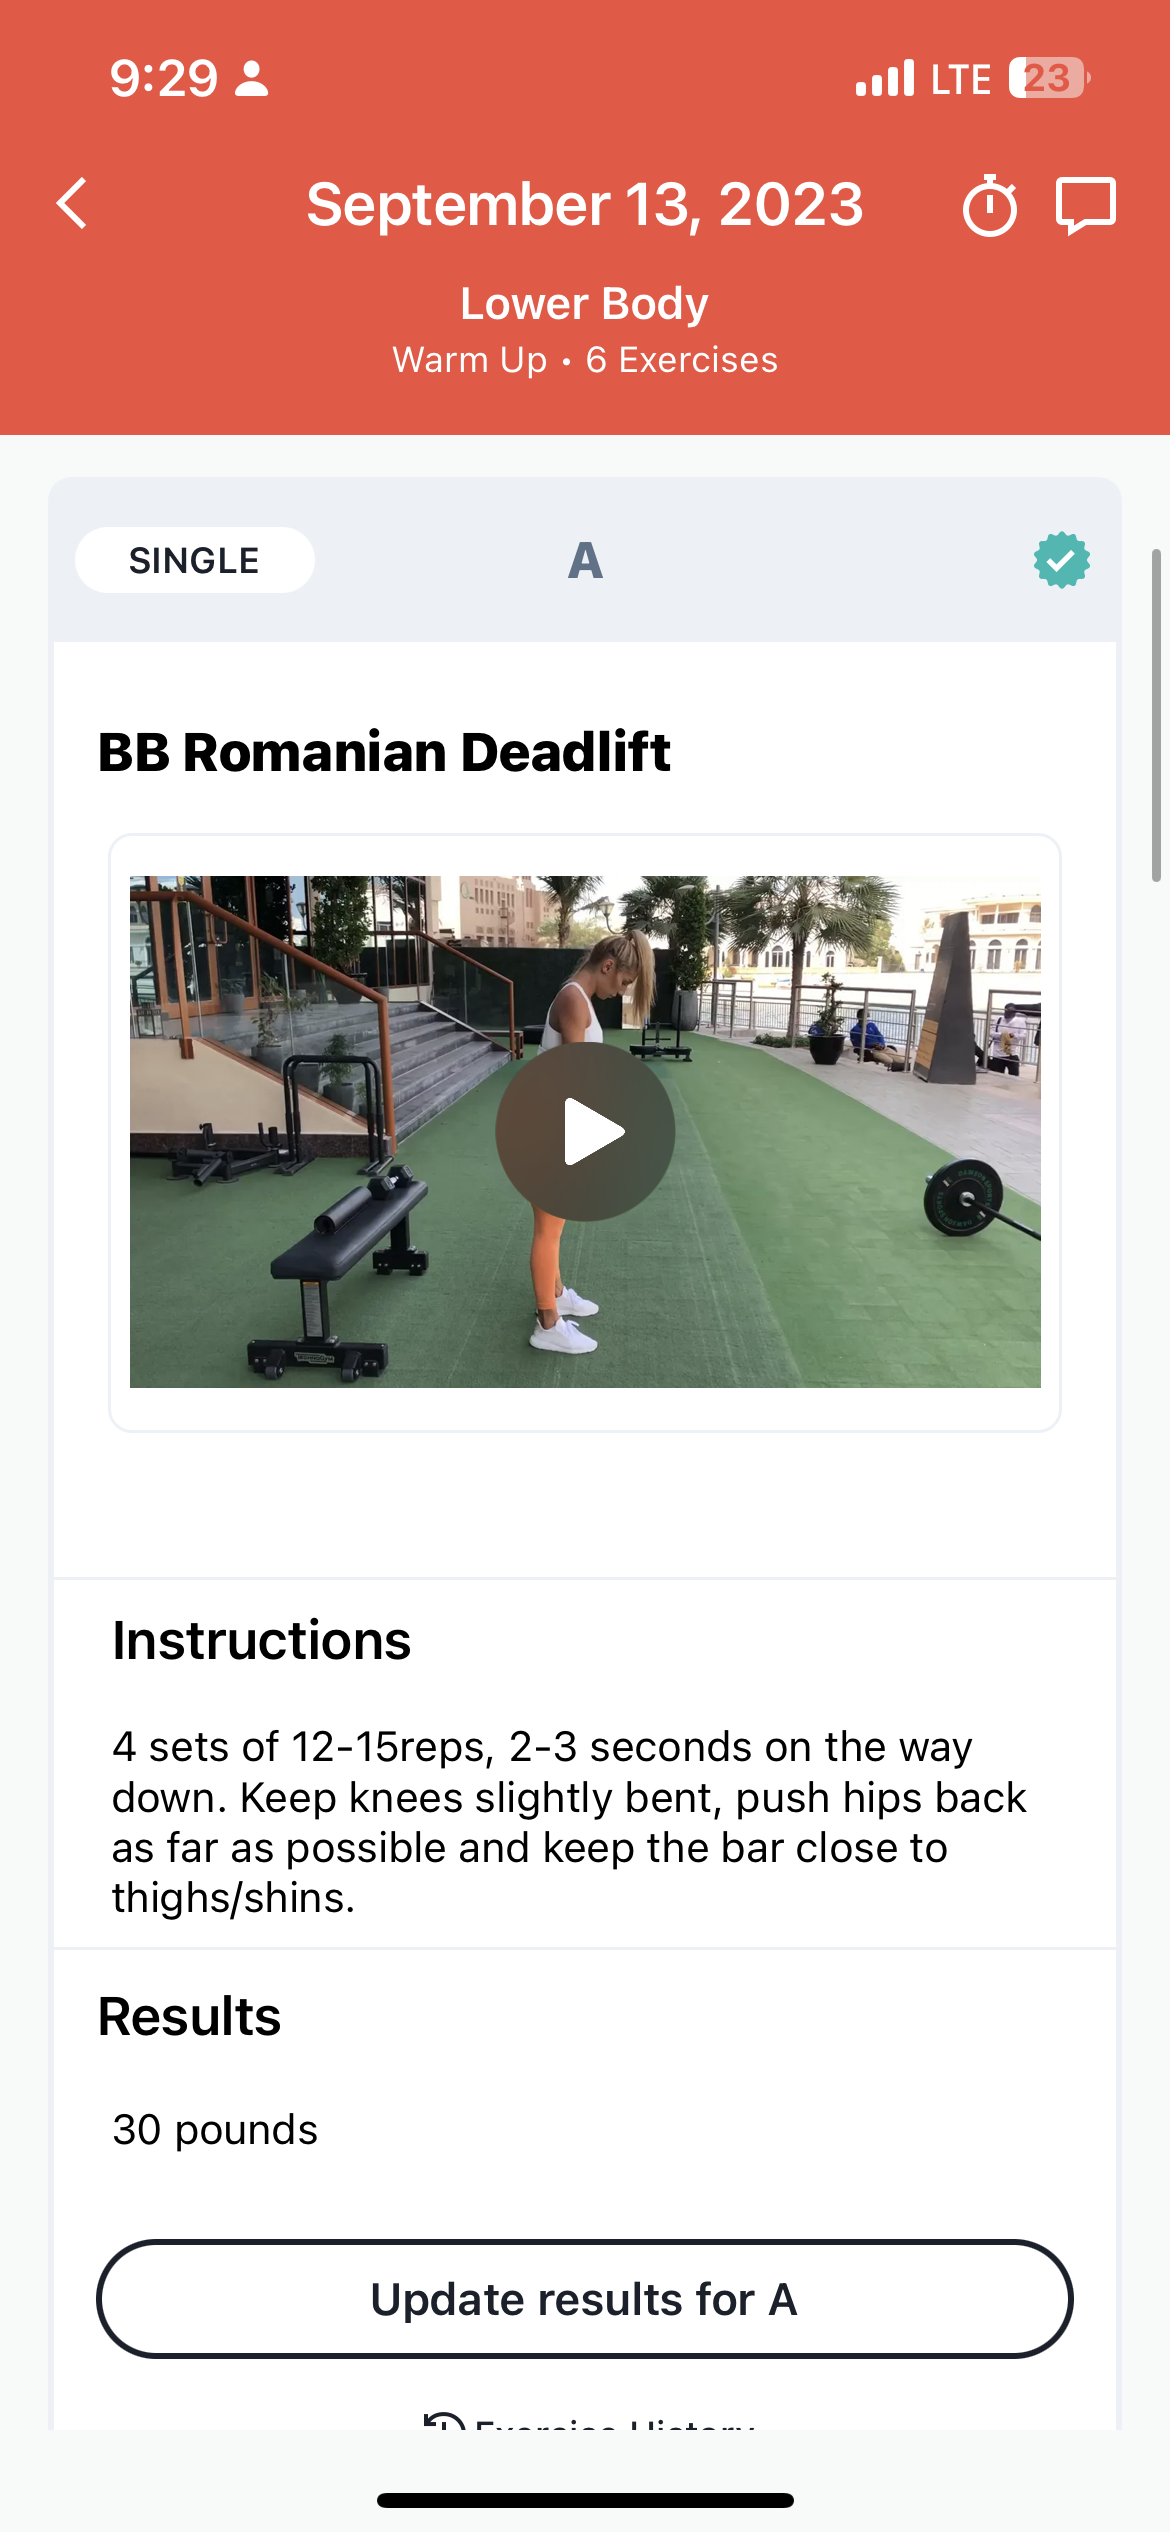 9:29
LTE 23
September 13, 2023
Lower Body
Warm Up • 6 Exercises
SINGLE
A
BB Romanian Deadlift
Instructions
4 sets of 12-15reps, 2-3 seconds on the way
down. Keep knees slightly bent, push hips back
as far as possible and keep the bar close to
thighs/shins.
Results
30 pounds
Update results for A
Exercise History